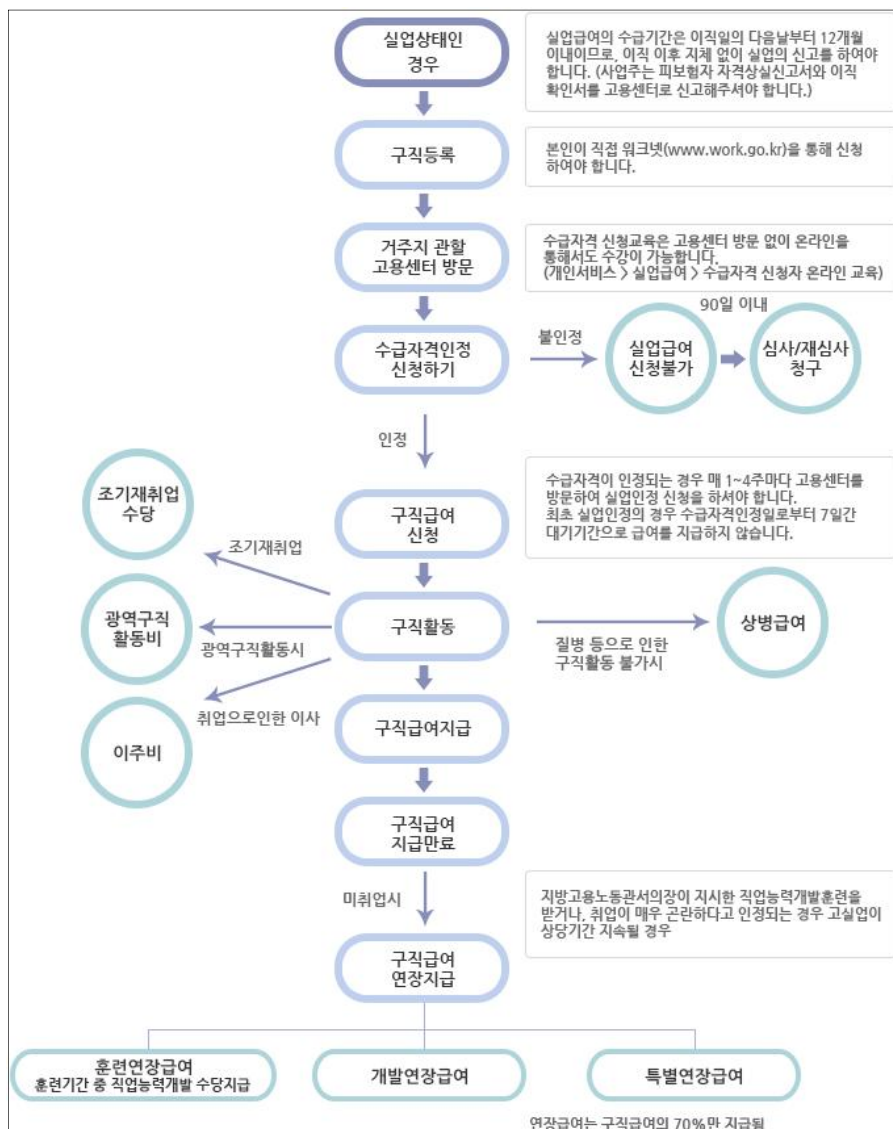 실업상태인
경우
실업급여의 수급기간은 이직일의 다음날부터 12개월
이내이므로, 이직 이후 지체 없이 실업의 신고를 하여야
합니다. (사업주는 피보험자 자격상실신고서와 이직
확인서를 고용센터로 신고해주셔야 합니다.)
구직등록
본인이 직접 워크넷(www.work.go.kr)을 통해 신청
하여야 합니다.
거주지 관할
고용센터 방문
수급자격 신청교육은 고용센터 방문 없이 온라인을
통해서도 수강이 가능합니다.
(개인서비스 > 실업급여 > 수급자격 신청자 온라인 교육)
90일 이내
수급자격인정
신청하기
불인정
실업급여
신청불가
심사/재심사
청구
인정
수급자격이 인정되는 경우 매 1~4주마다 고용센터를
방문하여 실업인정 신청을 하셔야 합니다.
최초 실업인정의 경우 수급자격인정일로부터 7일간
대기기간으로 급여를 지급하지 않습니다.
구직급여
신청
조기재취업
수당
조기재취업
구직활동
광역구직
활동비
광역구직활동시
질병 등으로 인한
구직활동 불가시
상병급여
취업으로인한 이사
이주비
구직급여지급
구직급여
지급만료
미취업시
지방고용노동관서의장이 지시한 직업능력개발훈련을
받거나, 취업이 매우 곤란하다고 인정되는 경우 고실업이
상당기간 지속될 경우
구직급여
연장지급
훈련연장급여
훈련기간 중 직업능력개발 수당지급
개발연장급여
특별연장급여
연장급여는 구직급여의 70%만 지급됨